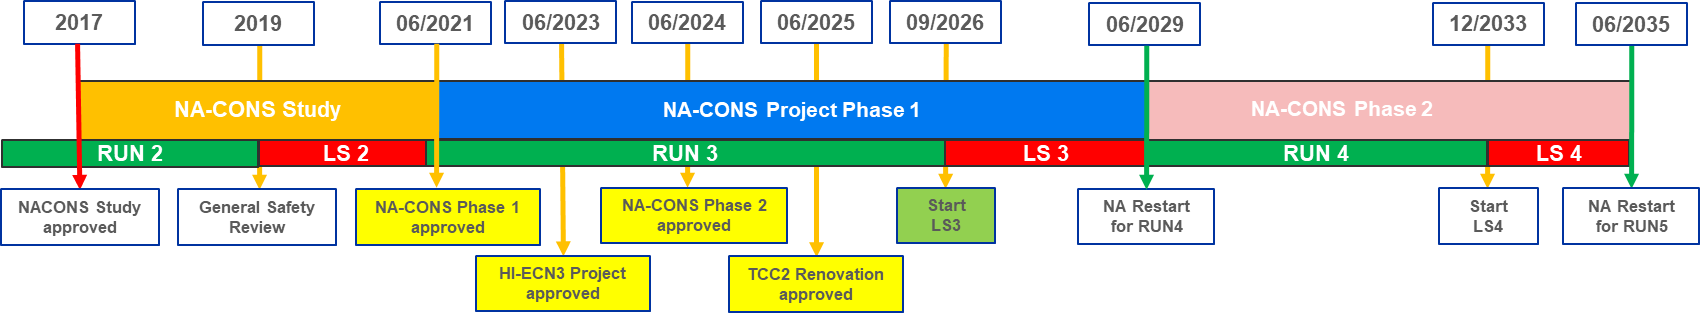 2017
2019
06/2021
06/2023
06/2024
06/2025
09/2026
06/2029
12/2033
06/2035
NA-CONS Study
NA-CONS Project Phase 1
NA-CONS Phase 2
RUN 2
LS 2
RUN 3
LS 3
RUN 4
LS 4
NACONS Study
approved
General Safety
Review
NA-CONS Phase 1
approved
HI-ECN3 Project
approved
NA-CONS Phase 2
approved
TCC2 Renovation
approved
Start
LS3
NA Restart
for RUN4
Start
LS4
NA Restart
for RUN5